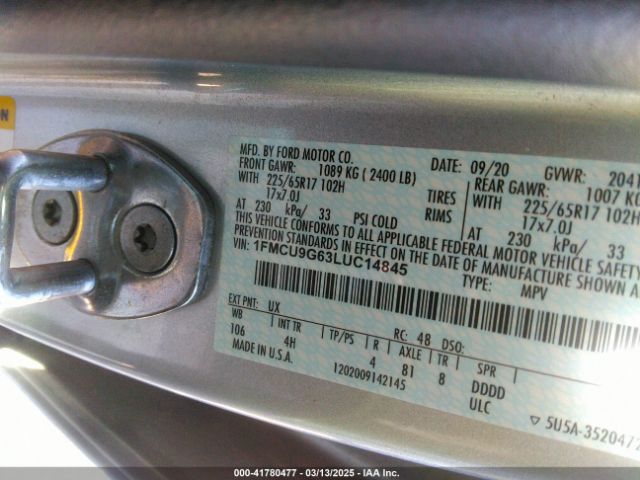 ON
MFD. BY FORD MOTOR CO.
DATE: 09/20 GVWR: 2041
FRONT GAWR: 1089 KG ( 2400 LB)
REAR GAWR: 1007 KG
WITH 225/65R17 102H TIRES WITH 225/65R17 102H
17x7.0J RIMS 17x7.0J
AT 230 kPa/ 33 PSI COLD AT 230 kPa/ 33
THIS VEHICLE CONFORMS TO ALL APPLICABLE FEDERAL MOTOR VEHICLE SAFETY
PREVENTION STANDARDS IN EFFECT ON THE DATE OF MANUFACTURE SHOWN A
VIN: 1FMCU9G63LUC14845
TYPE: MPV
EXT PNT: UX RC: 48 DSO:
WB INT TR TP/PS R AXLE TR SPR
106 4H 4 81 8 DDDD
MADE IN U.S.A. ULC
1202009142145
5U5A-3520472
000-41780477 — 03/13/2025 — IAA Inc.